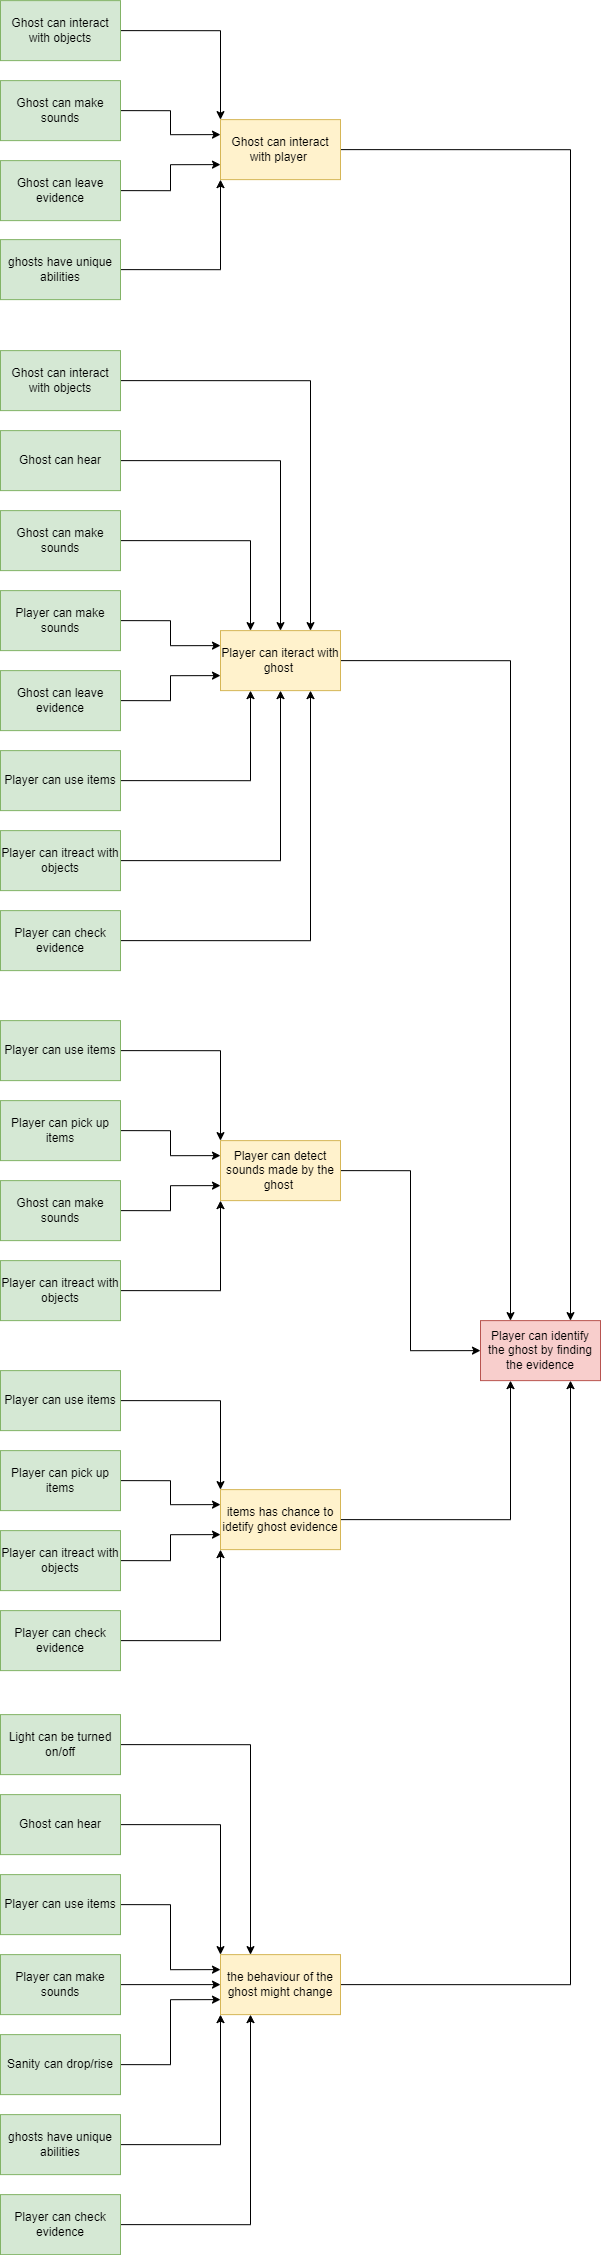 Ghost can interact
with objects
Ghost can make
sounds
Ghost can interact
with player
Ghost can leave
evidence
ghosts have unique
abilities
Ghost can interact
with objects
Ghost can hear
Ghost can make
sounds
Player can make
sounds
Player can iteract with
ghost
Ghost can leave
evidence
Player can use items
Player can itreact with
objects
Player can check
evidence
Player can use items
Player can pick up
items
Player can detect
sounds made by the
ghost
Ghost can make
sounds
Player can itreact with
objects
Player can identify
the ghost by finding
the evidence
Player can use items
Player can pick up
items
items has chance to
idetify ghost evidence
Player can itreact with
objects
Player can check
evidence
Light can be turned
on/off
Ghost can hear
Player can use items
Player can make
sounds
the behaviour of the
ghost might change
Sanity can drop/rise
ghosts have unique
abilities
Player can check
evidence